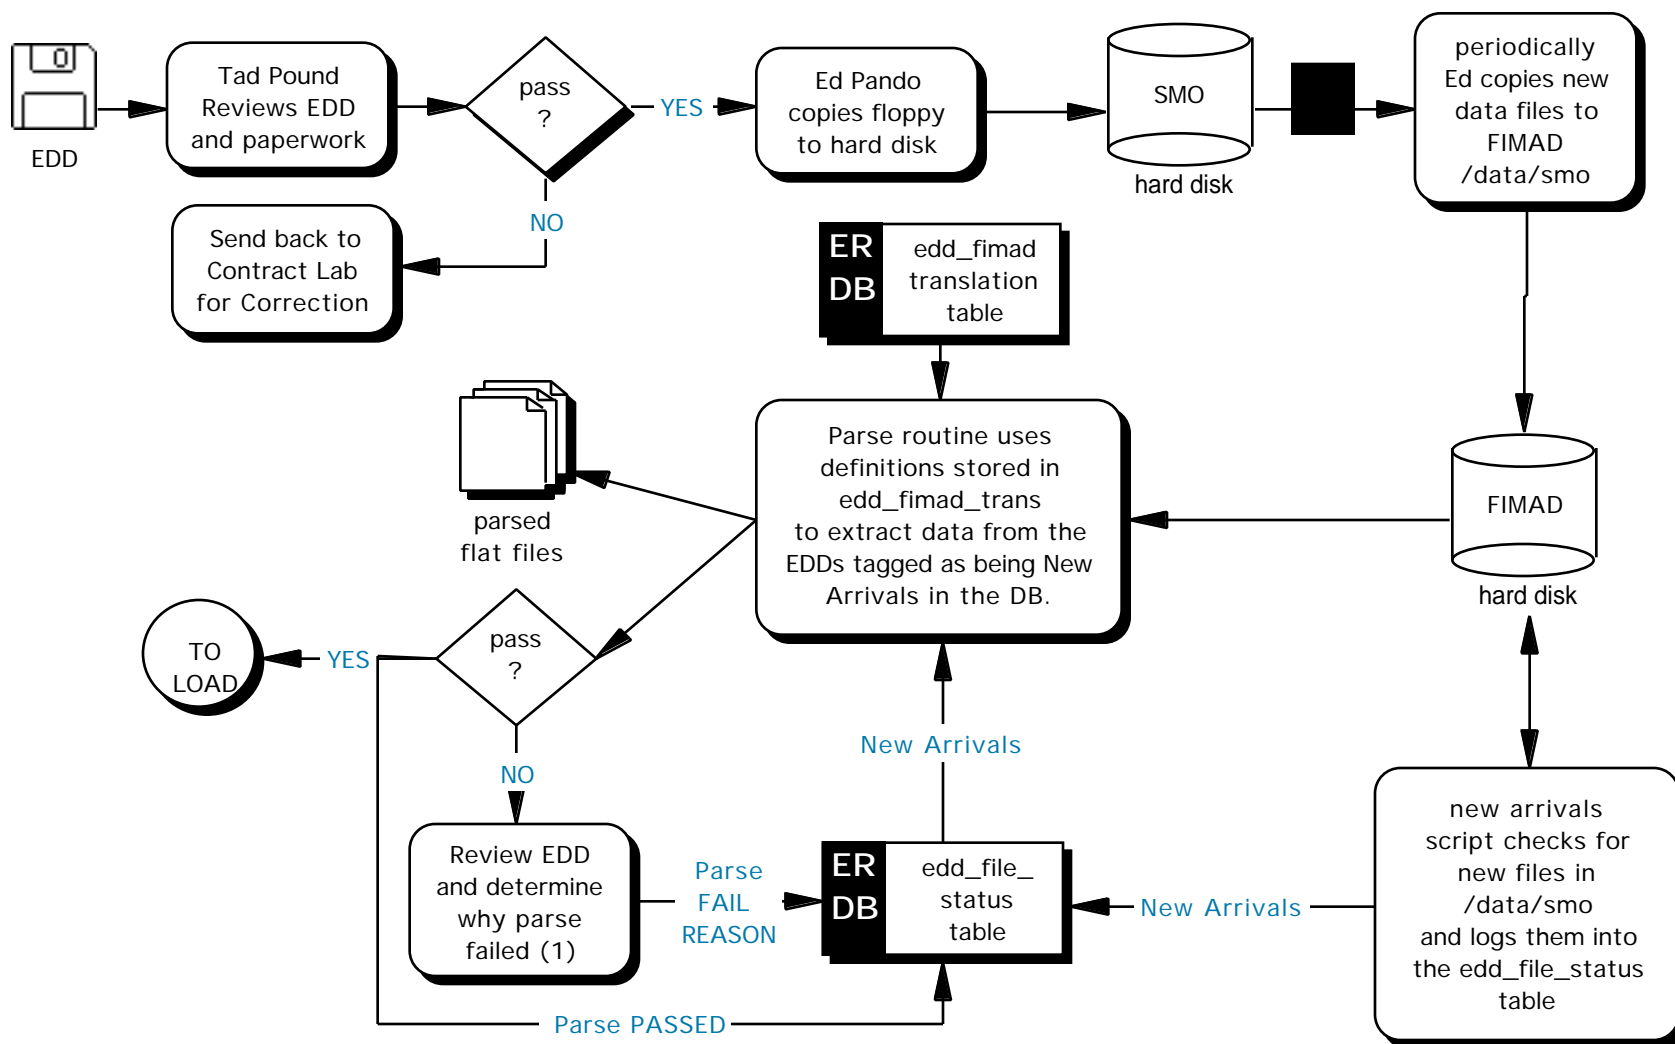 EDD
Tad Pound
Reviews EDD
and paperwork
pass
?
YES
NO
Send back to
Contract Lab
for Correction
Ed Pando
copies floppy
to hard disk
SMO
hard disk
periodically
Ed copies new
data files to
FIMAD
/data/smo
ER
DB
edd_fimad
translation
table
parsed
flat files
Parse routine uses
definitions stored in
edd_fimad_trans
to extract data from the
EDDs tagged as being New
Arrivals in the DB.
FIMAD
hard disk
TO
LOAD
YES
pass
?
NO
New Arrivals
Review EDD
and determine
why parse
failed (1)
Parse
FAIL
REASON
ER
DB
edd_file_
status
table
New Arrivals
new arrivals
script checks for
new files in
/data/smo
and logs them into
the edd_file_status
table
Parse PASSED